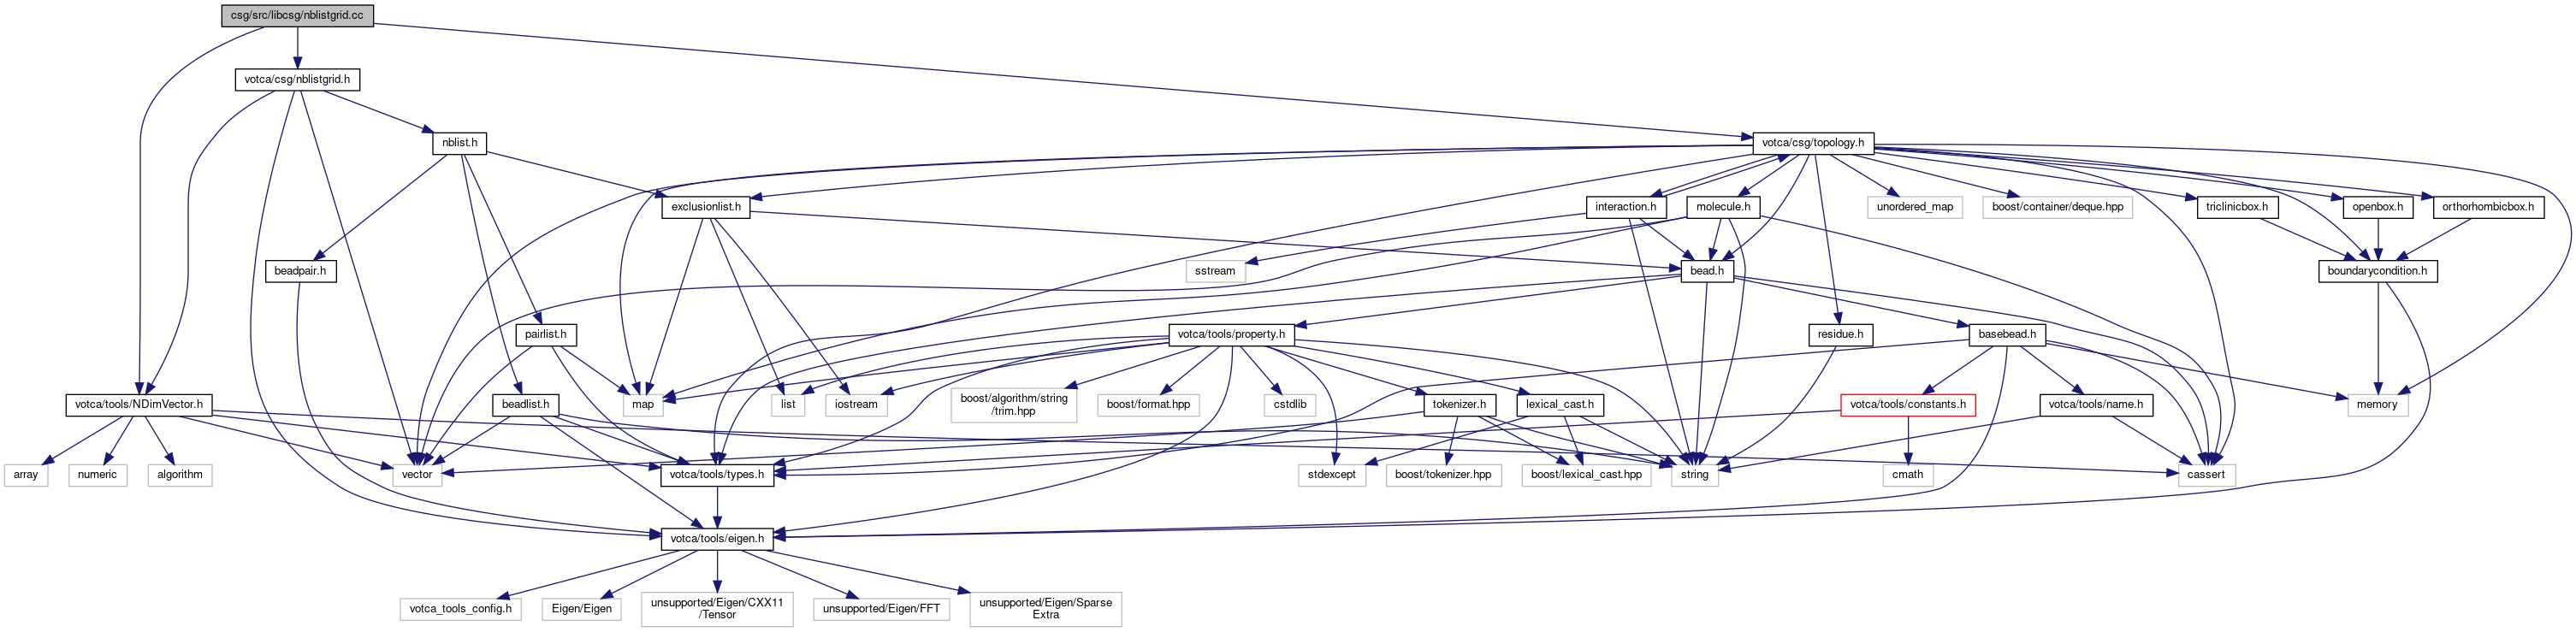 csg/src/libcsg/nblistgrid.cc
votca/csg/nblistgrid.h
nblist.h
votca/csg/topology.h
exclusionlist.h
interaction.h
molecule.h
unordered_map
boost/container/deque.hpp
triclinicbox.h
openbox.h
orthorhombicbox.h
beadpair.h
sstream
bead.h
boundarycondition.h
pairlist.h
votca/tools/property.h
residue.h
basebead.h
votca/tools/NDimVector.h
beadlist.h
map
list
iostream
boost/algorithm/string
/trim.hpp
boost/format.hpp
cstdlib
tokenizer.h
lexical_cast.h
votca/tools/constants.h
votca/tools/name.h
memory
array
numeric
algorithm
vector
votca/tools/types.h
stdexcept
boost/tokenizer.hpp
boost/lexical_cast.hpp
string
cmath
cassert
votca/tools/eigen.h
votca_tools_config.h
Eigen/Eigen
unsupported/Eigen/CXX11
/Tensor
unsupported/Eigen/FFT
unsupported/Eigen/Sparse
Extra